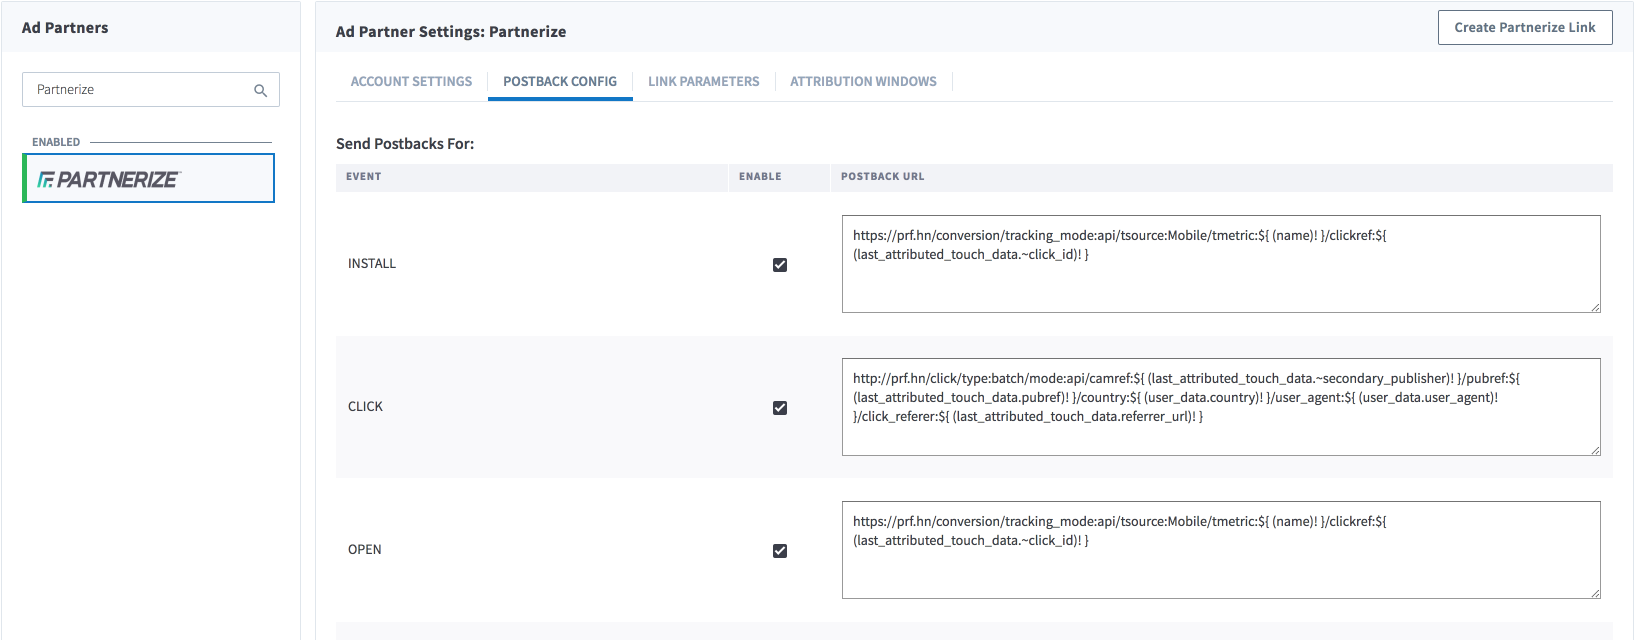 Ad Partners
Partnerize
ENABLED
PARTNERIZE
Ad Partner Settings: Partnerize
Create Partnerize Link
ACCOUNT SETTINGS
POSTBACK CONFIG
LINK PARAMETERS
ATTRIBUTION WINDOWS
Send Postbacks For:
EVENT ENABLE POSTBACK URL
INSTALL
https://prf.hn/conversion/tracking_mode:api/tsource:Mobile/tmetric:${ (name)! }/clickref:${
(last_attributed_touch_data.~click_id)! }
CLICK
http://prf.hn/click/type:batch/mode:api/camref:${ (last_attributed_touch_data.~secondary_publisher)! }/pubref:${
(last_attributed_touch_data.pubref)! }/country:${ (user_data.country)! }/user_agent:${ (user_data.user_agent)!
}/click_referer:${ (last_attributed_touch_data.referrer_url)! }
OPEN
https://prf.hn/conversion/tracking_mode:api/tsource:Mobile/tmetric:${ (name)! }/clickref:${
(last_attributed_touch_data.~click_id)! }